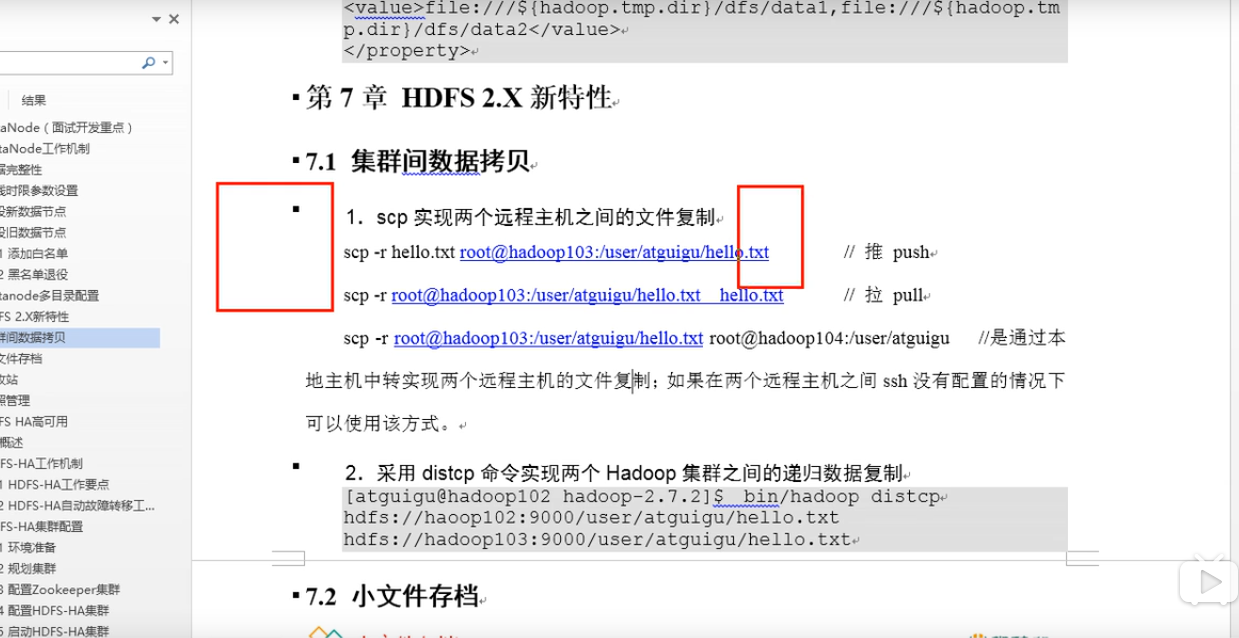 <value>file:///${hadoop.tmp.dir}/dfs/data1,file:///${hadoop.tm
p.dir}/dfs/data2</value>
</property>
结果
aNode（面试开发重点）
taNode工作机制
据完整性
线时限参数设置
役新数据节点
役旧数据节点
1 添加白名单
2 黑名单退役
tanode多目录配置
FS 2.X新特性
群间数据拷贝
文件存档
收站
照管理
FS HA高可用
概述
FS-HA工作机制
1 HDFS-HA工作要点
2 HDFS-HA自动故障转移工...
FS-HA集群配置
1 环境准备
2 规划集群
3 配置Zookeeper集群
4 配置HDFS-HA集群
5 启动HDFS-HA集群
第 7 章 HDFS 2.X 新特性
7.1 集群间数据拷贝
1．scp 实现两个远程主机之间的文件复制
scp -r hello.txt root@hadoop103:/user/atguigu/hello.txt // 推 push
scp -r root@hadoop103:/user/atguigu/hello.txt hello.txt // 拉 pull
scp -r root@hadoop103:/user/atguigu/hello.txt root@hadoop104:/user/atguigu //是通过本
地主机中转实现两个远程主机的文件复制；如果在两个远程主机之间 ssh 没有配置的情况下
可以使用该方式。
2．采用 distcp 命令实现两个 Hadoop 集群之间的递归数据复制
[atguigu@hadoop102 hadoop-2.7.2]$ bin/hadoop distcp
hdfs://haoop102:9000/user/atguigu/hello.txt
hdfs://hadoop103:9000/user/atguigu/hello.txt
7.2 小文件存档